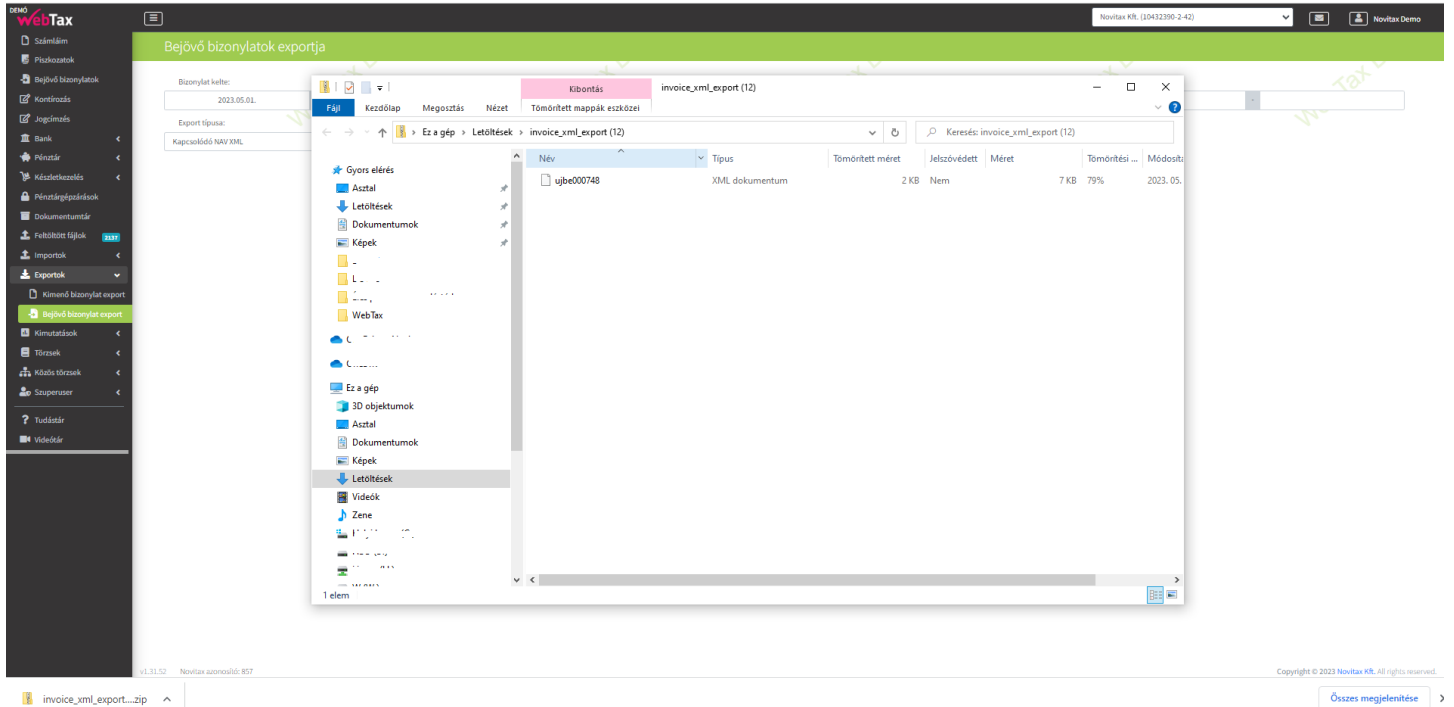 DEMÓ
WebTax
Novitax Kft. (10432390-2-42)
Novitax Demo
Számláim
Piszkozatok
Bejövő bizonylatok
Kontírozás
Jogcímzés
Bank
Pénztár
Készletkezelés
Pénztárgépzárások
Dokumentumtár
Feltöltött fájlok 2137
Importok
Exportok
Kimenő bizonylat export
Bejövő bizonylat export
Kimutatások
Törzsek
Közös törzsek
Szuperuser
? Tudástár
Videótár
Bejövő bizonylatok exportja
Bizonylat kelte:
2023.05.01.
-
Export típusa:
Kapcsolódó NAV XML
Kibontás
invoice_xml_export (12)
Fájl Kezdőlap Megosztás Nézet Tömörített mappák eszközei
Ez a gép > Letöltések > invoice_xml_export (12)
Keresés: invoice_xml_export (12)
Név Típus Tömörített méret Jelszóvédett Méret Tömörítési ... Módosíta
ujbe000748 XML dokumentum 2 KB Nem 7 KB 79% 2023. 05.
Gyors elérés
Asztal
Letöltések
Dokumentumok
Képek
WebTax
Ez a gép
3D objektumok
Asztal
Dokumentumok
Képek
Letöltések
Videók
Zene
1 elem
v1.31.52 Novitax azonosító: 857
Copyright © 2023 Novitax Kft. All rights reserved.
invoice_xml_export....zip
Összes megjelenítése